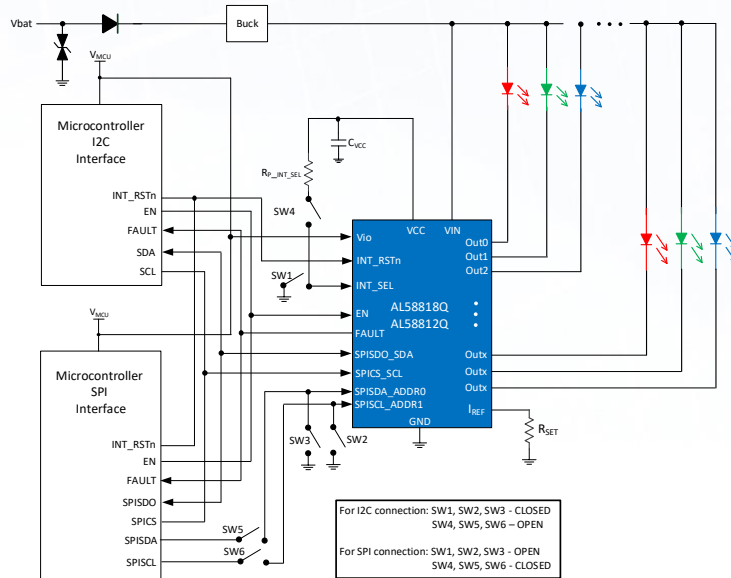 Vbat
Buck
VMCU
Microcontroller
I2C
Interface
INT_RSTn
EN
FAULT
SDA
SCL
CVCC
RP_INT_SEL
SW4
SW1
VCC
VIN
Vio
INT_RSTn
INT_SEL
EN
FAULT
SPISDO_SDA
SPICS_SCL
SPISDA_ADDR0
SPISCL_ADDR1
GND
AL58818Q
AL58812Q
Out0
Out1
Out2
Outx
Outx
Outx
IREF
RSET
VMCU
Microcontroller
SPI
Interface
INT_RSTn
EN
FAULT
SPISDO
SPICS
SPISDA
SPISCL
SW3
SW2
SW5
SW6
For I2C connection: SW1, SW2, SW3 - CLOSED
SW4, SW5, SW6 – OPEN
For SPI connection: SW1, SW2, SW3 - OPEN
SW4, SW5, SW6 - CLOSED